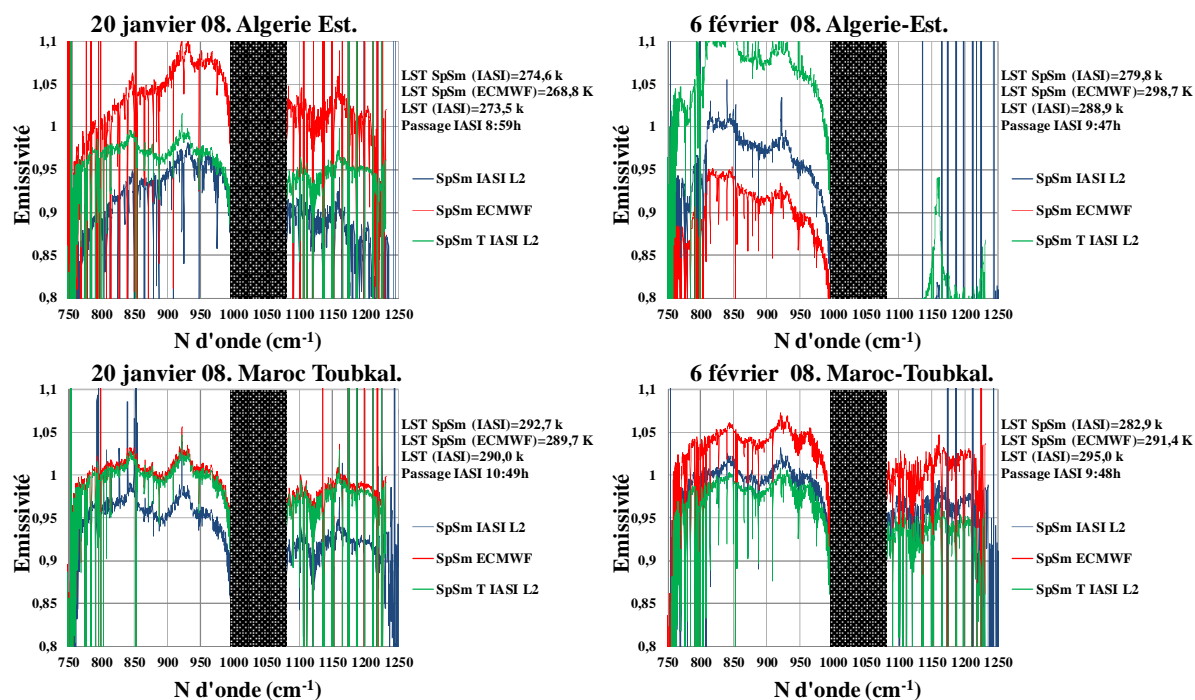 20 janvier 08. Algerie Est.
Emissivité
1,1
1,05
1
0,95
0,9
0,85
0,8
750 800 850 900 950 1000 1050 1100 1150 1200 1250
N d'onde (cm-1)
LST SpSm (IASI)=274,6 k
LST SpSm (ECMWF)=268,8 K
LST (IASI)=273,5 k
Passage IASI 8:59h
SpSm IASI L2
SpSm ECMWF
SpSm T IASI L2
6 février 08. Algerie-Est.
Emissivité
1,1
1,05
1
0,95
0,9
0,85
0,8
750 800 850 900 950 1000 1050 1100 1150 1200 1250
N d'onde (cm-1)
LST SpSm (IASI)=279,8 k
LST SpSm (ECMWF)=298,7 K
LST (IASI)=288,9 k
Passage IASI 9:47h
SpSm IASI L2
SpSm ECMWF
SpSm T IASI L2
20 janvier 08. Maroc Toubkal.
Emissivité
1,1
1,05
1
0,95
0,9
0,85
0,8
750 800 850 900 950 1000 1050 1100 1150 1200 1250
N d'onde (cm-1)
LST SpSm (IASI)=292,7 k
LST SpSm (ECMWF)=289,7 K
LST (IASI)=290,0 k
Passage IASI 10:49h
SpSm IASI L2
SpSm ECMWF
SpSm T IASI L2
6 février 08. Maroc-Toubkal.
Emissivité
1,1
1,05
1
0,95
0,9
0,85
0,8
750 800 850 900 950 1000 1050 1100 1150 1200 1250
N d'onde (cm-1)
LST SpSm (IASI)=282,9 k
LST SpSm (ECMWF)=291,4 K
LST (IASI)=295,0 k
Passage IASI 9:48h
SpSm IASI L2
SpSm ECMWF
SpSm T IASI L2